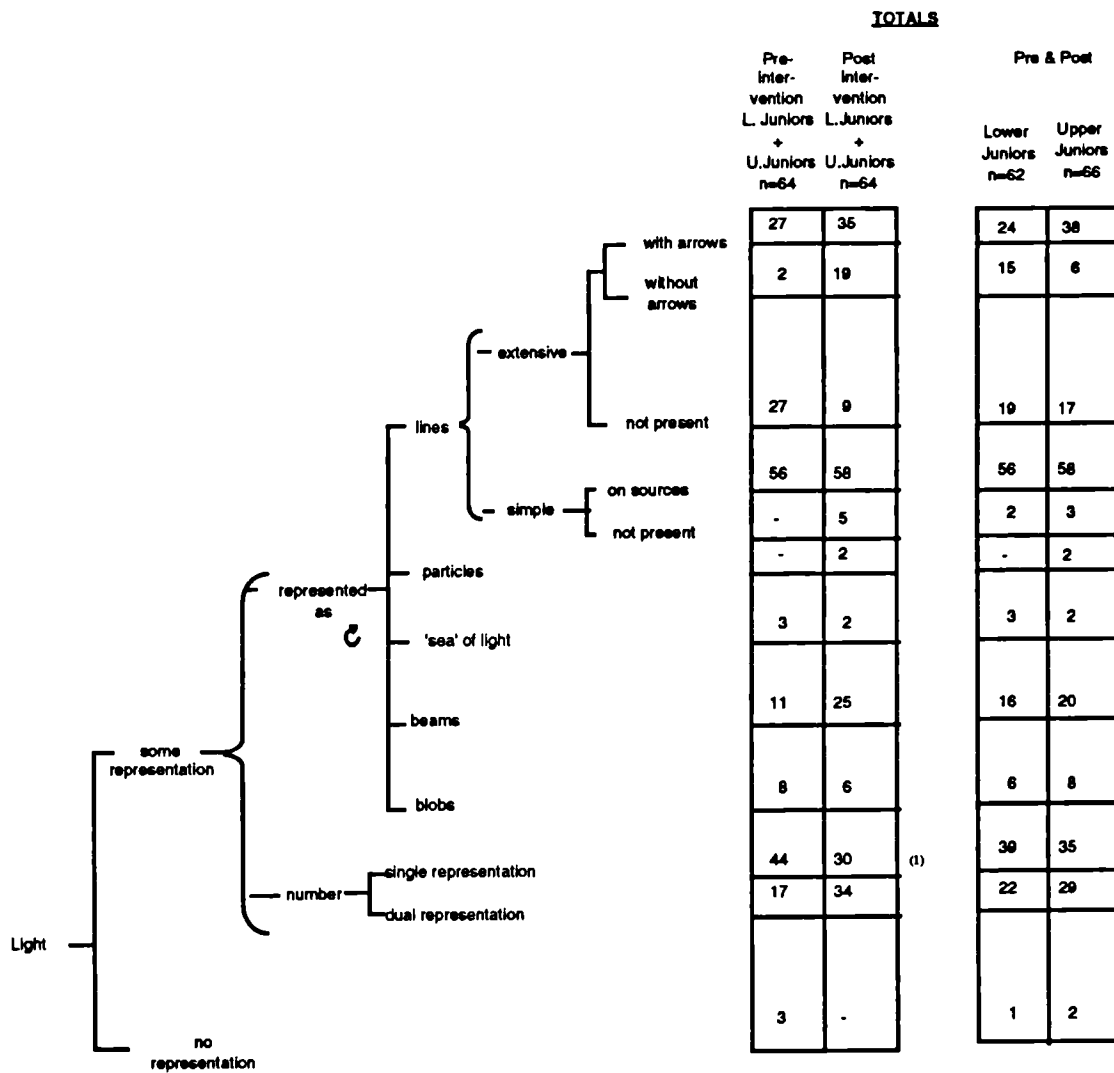 TOTALS
Pre- Post Pre & Post
inter- Inter-
vention vention
L. Juniors L.Juniors Lower Upper
+ + Juniors Juniors
U.Juniors U.Juniors n=62 n=66
n=64 n=64
with arrows 27 35 24 38
without 2 19 15 6
arrows
extensive
lines not present 27 9 19 17
on sources 56 58 56 58
simple - 5 2 3
not present - 2 - 2
particles
represented 3 2 3 2
as
'sea' of light
beams 11 25 16 20
some
representation
blobs 8 6 6 8
44 30 (1) 39 35
single representation
number 17 34 22 29
dual representation
Light
3 - 1 2
no
representation